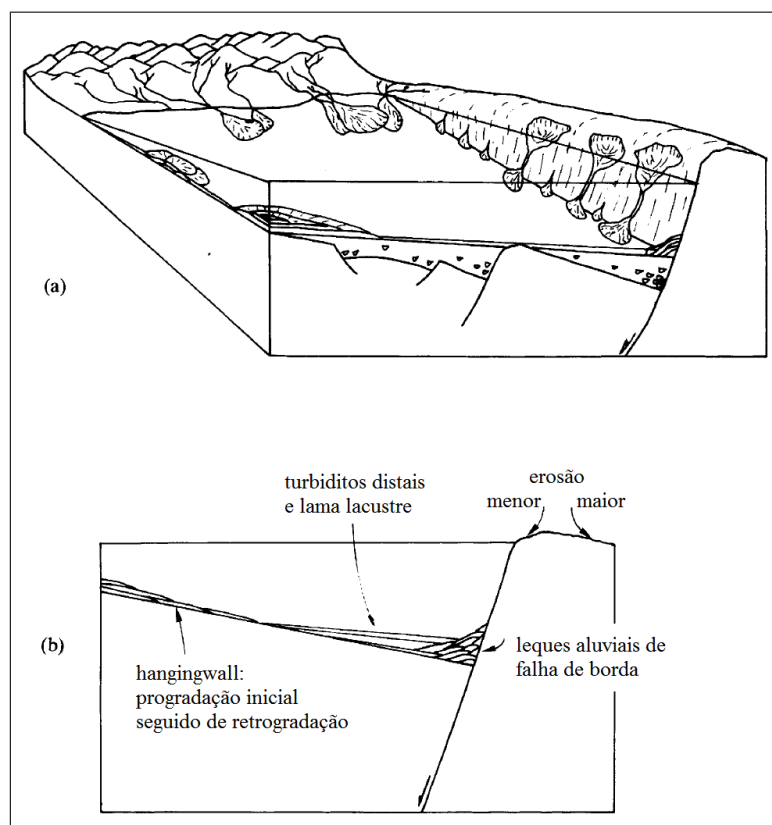 (a)
turbiditos distais
e lama lacustre
erosão
menor maior
(b)
leques aluviais de
falha de borda
hangingwall:
progradação inicial
seguido de retrogradação